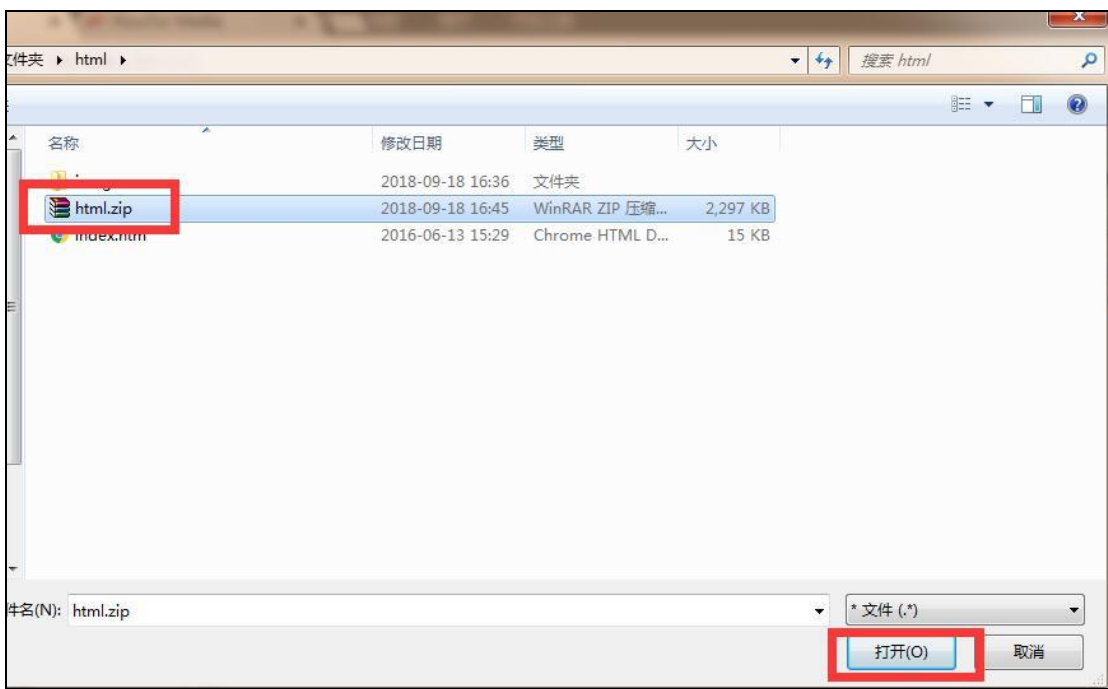 文件夹 ▸ html ▸
搜索 html
名称 修改日期 类型 大小
2018-09-18 16:36 文件夹
html.zip 2018-09-18 16:45 WinRAR ZIP 压缩... 2,297 KB
index.htm 2016-06-13 15:29 Chrome HTML D... 15 KB
件名(N): html.zip
* 文件 (.*)
打开(O) 取消